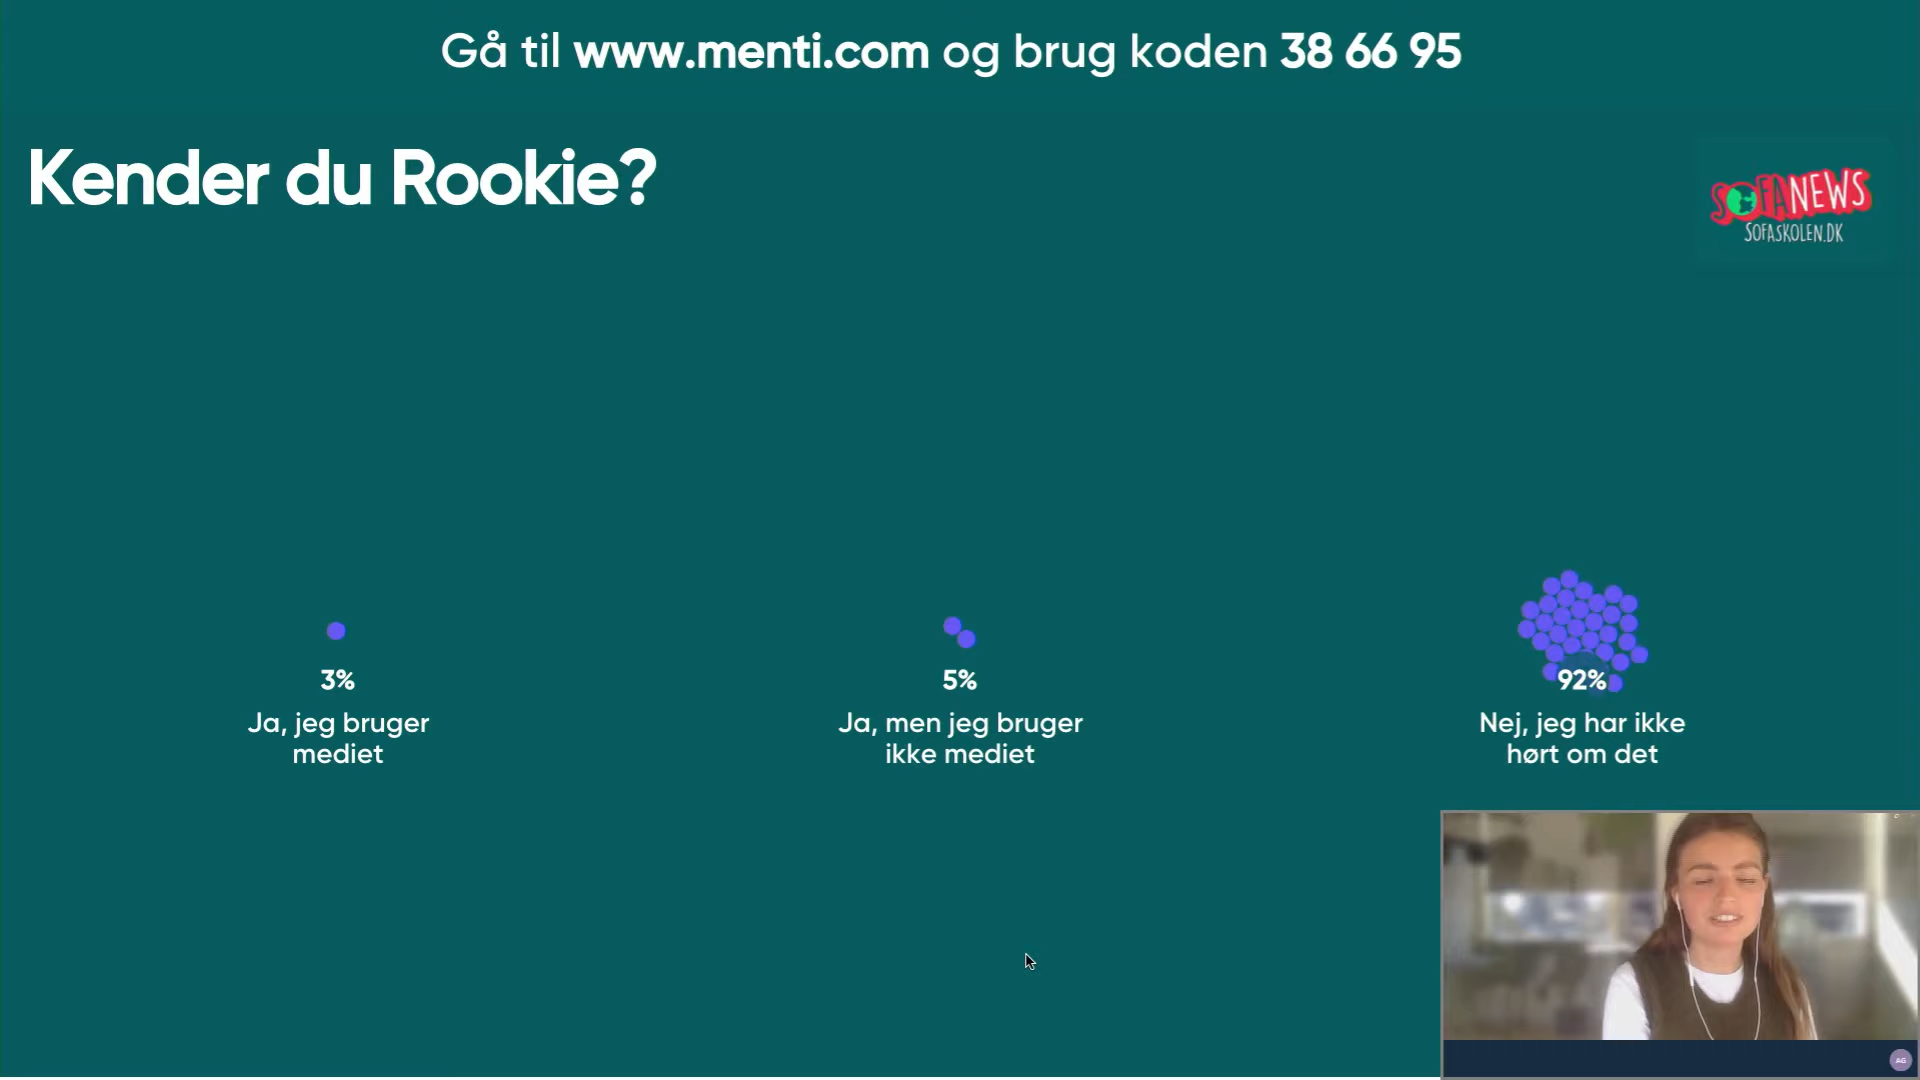 Gå til www.menti.com og brug koden 38 66 95
Kender du Rookie?
SOFANEWS
SOFASKOLEN.DK
3%
Ja, jeg bruger
mediet
5%
Ja, men jeg bruger
ikke mediet
92%
Nej, jeg har ikke
hørt om det
AG